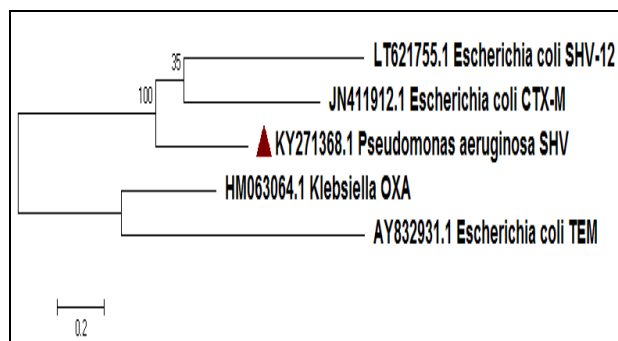 35
LT621755.1 Escherichia coli SHV-12
JN411912.1 Escherichia coli CTX-M
100
KY271368.1 Pseudomonas aeruginosa SHV
HM063064.1 Klebsiella OXA
AY832931.1 Escherichia coli TEM
0.2